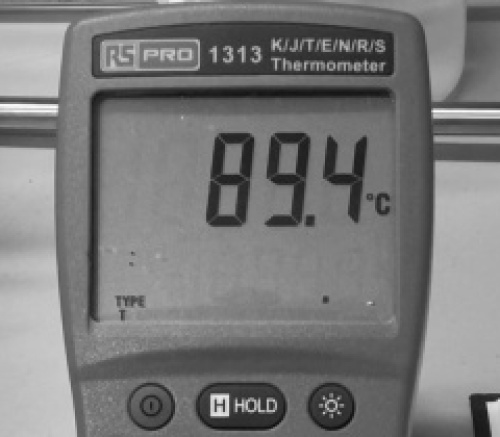 RS PRO 1313 K/J/T/E/N/R/S
Thermometer
89.4 °C
:
TYPE
T
H HOLD